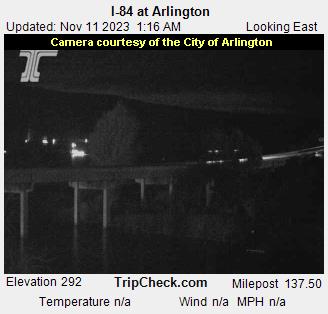 I-84 at Arlington
Updated: Nov 11 2023 1:16 AM Looking East
Camera courtesy of the City of Arlington
Elevation 292 TripCheck.com Milepost 137.50
Temperature n/a Wind n/a MPH n/a